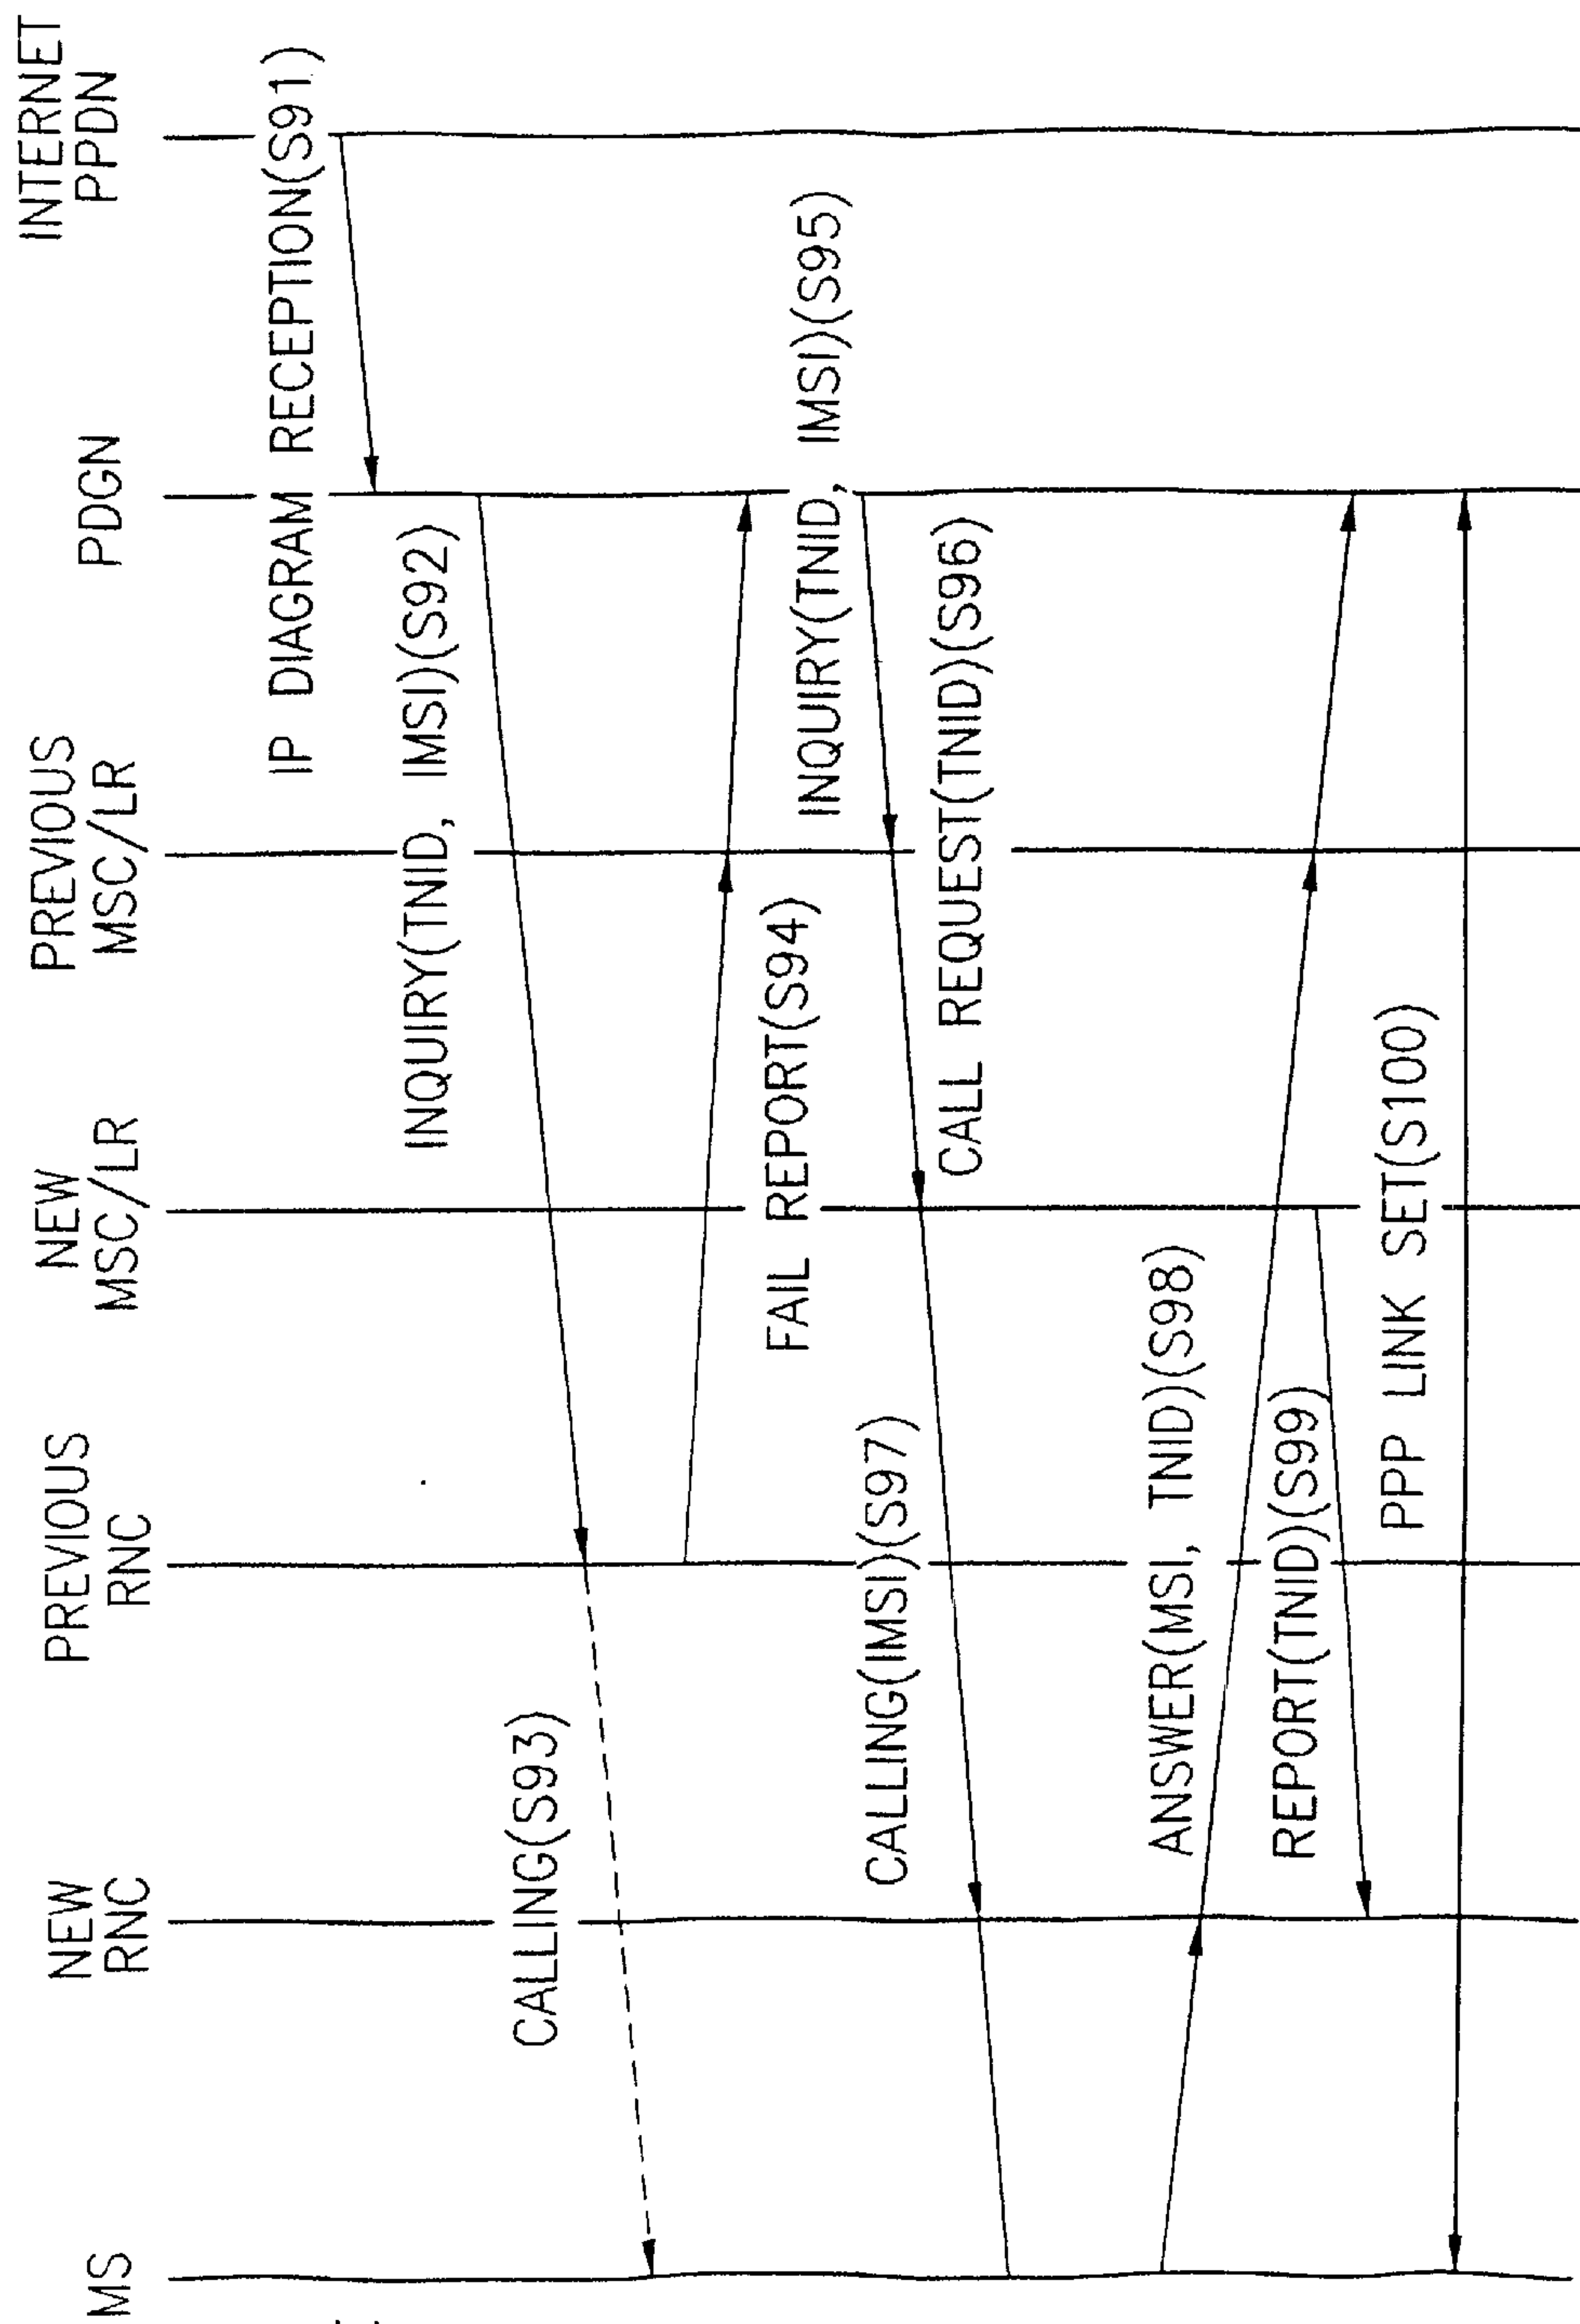 MS
NEW
RNC
PREVIOUS
RNC
NEW
MSC/LR
PREVIOUS
MSC/LR
PDGN
INTERNET
PPDN
IP DIAGRAM RECEPTION(S91)
INQUIRY(TNID, IMSI)(S92)
CALLING(S93)
FAIL REPORT(S94)
INQUIRY(TNID, IMSI)(S95)
CALL REQUEST(TNID)(S96)
CALLING(IMSI)(S97)
ANSWER(MSI, TNID)(S98)
REPORT(TNID)(S99)
PPP LINK SET(S100)